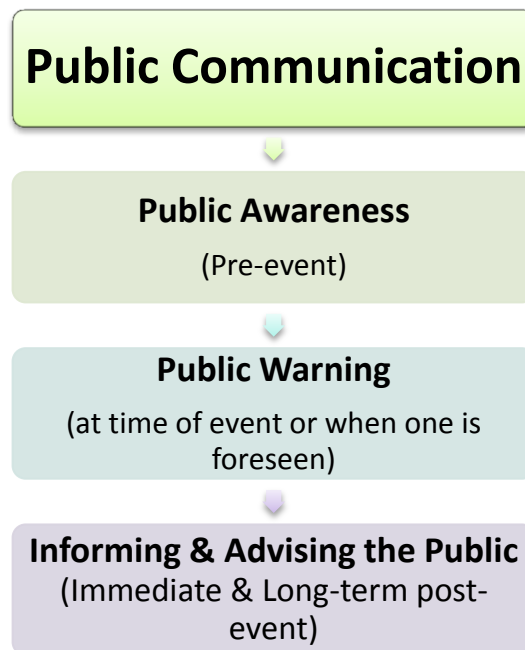 Public Communication
Public Awareness
(Pre-event)
Public Warning
(at time of event or when one is
foreseen)
Informing & Advising the Public
(Immediate & Long-term post-
event)